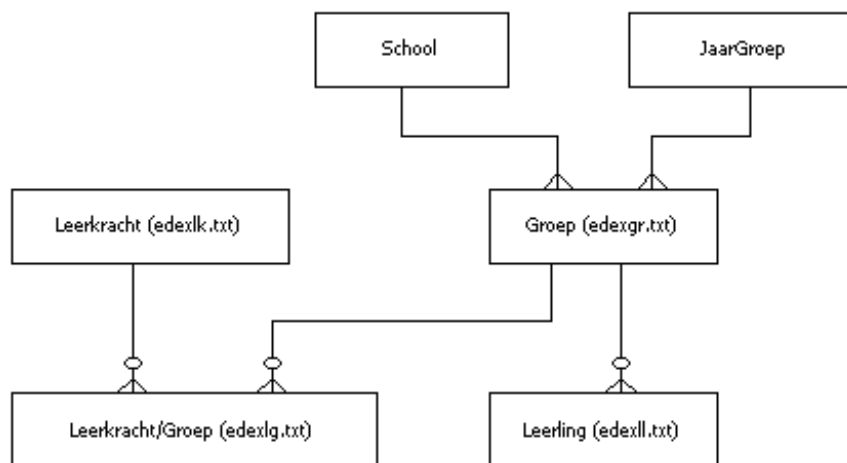 School
JaarGroep
Leerkracht (edexlk.txt)
Groep (edexgr.txt)
Leerkracht/Groep (edexlg.txt)
Leerling (edexll.txt)